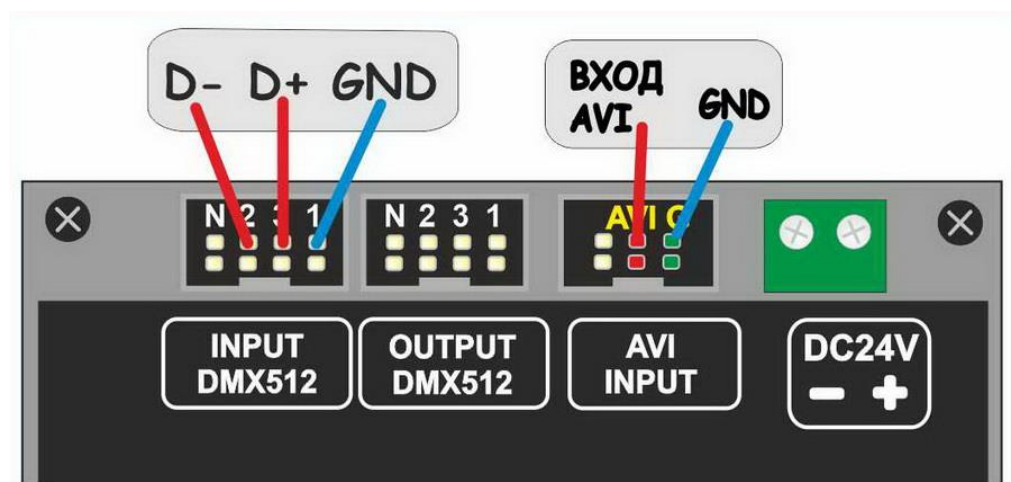 D- D+ GND
ВХОД
AVI GND
N 2 3 1
N 2 3 1
AVI G
INPUT
DMX512
OUTPUT
DMX512
AVI
INPUT
DC24V
- +